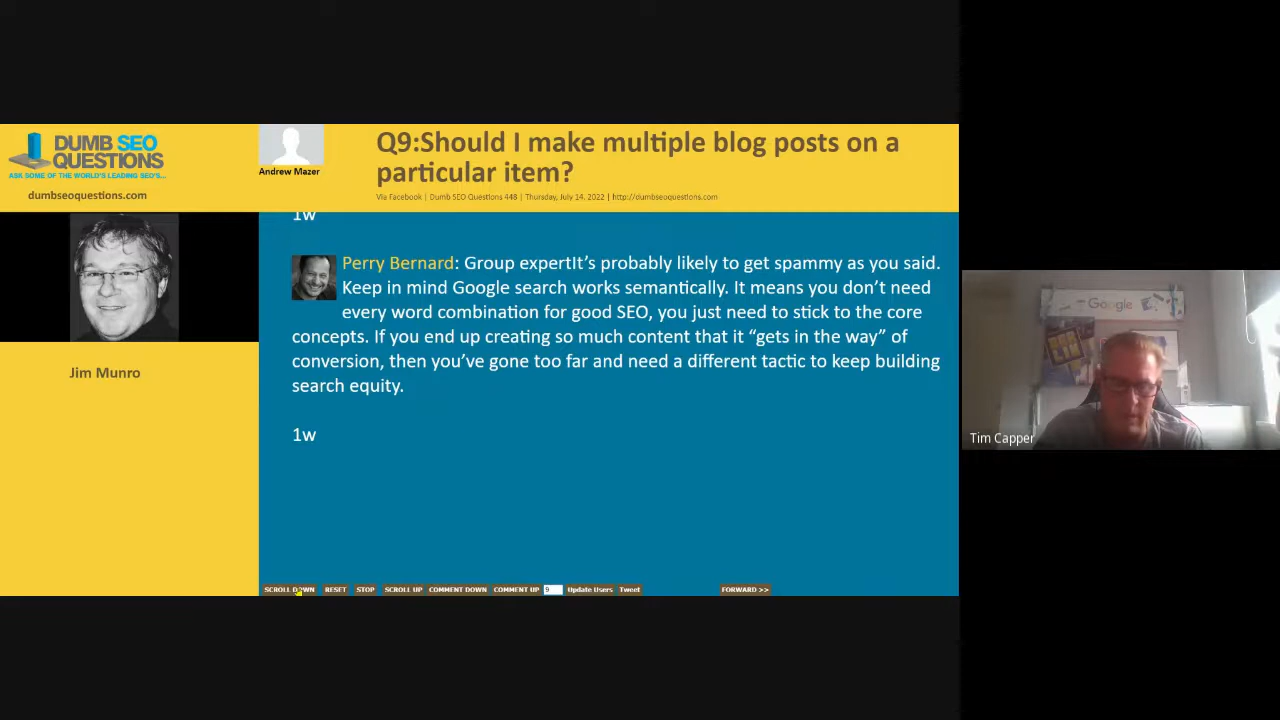 DUMB SEO
QUESTIONS
ASK SOME OF THE WORLD'S LEADING SEO'S...
dumbseoquestions.com
Andrew Mazer
Q9:Should I make multiple blog posts on a
particular item?
Via Facebook | Dumb SEO Questions 448 | Thursday, July 14, 2022 | http://dumbseoquestions.com
Jim Munro
1w
Perry Bernard: Group expertIt's probably likely to get spammy as you said.
Keep in mind Google search works semantically. It means you don't need
every word combination for good SEO, you just need to stick to the core
concepts. If you end up creating so much content that it “gets in the way” of
conversion, then you've gone too far and need a different tactic to keep building
search equity.
1w
SCROLL DOWN RESET STOP SCROLL UP COMMENT DOWN COMMENT UP 9 Update Users Tweet FORWARD >>
Google
Tim Capper